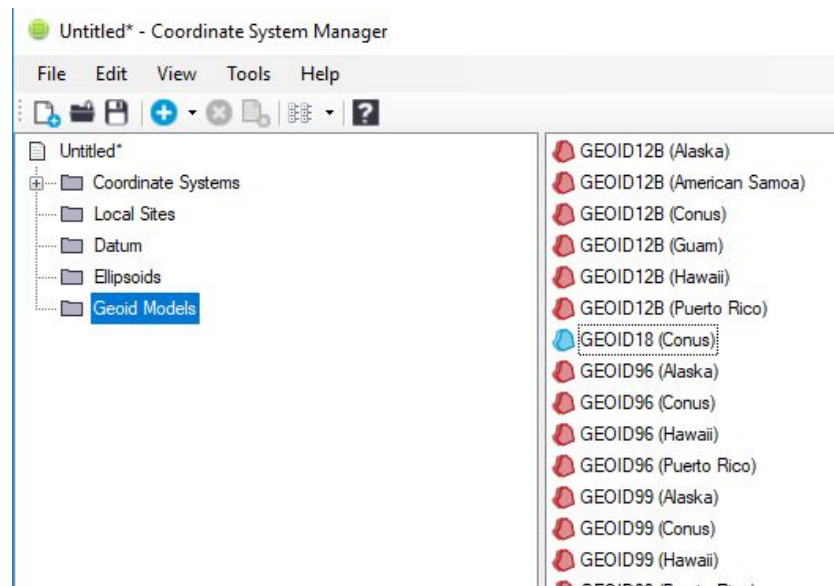 Untitled* - Coordinate System Manager
File Edit View Tools Help
Untitled*
Coordinate Systems
Local Sites
Datum
Ellipsoids
Geoid Models
GEOID12B (Alaska)
GEOID12B (American Samoa)
GEOID12B (Conus)
GEOID12B (Guam)
GEOID12B (Hawaii)
GEOID12B (Puerto Rico)
GEOID18 (Conus)
GEOID96 (Alaska)
GEOID96 (Conus)
GEOID96 (Hawaii)
GEOID96 (Puerto Rico)
GEOID99 (Alaska)
GEOID99 (Conus)
GEOID99 (Hawaii)